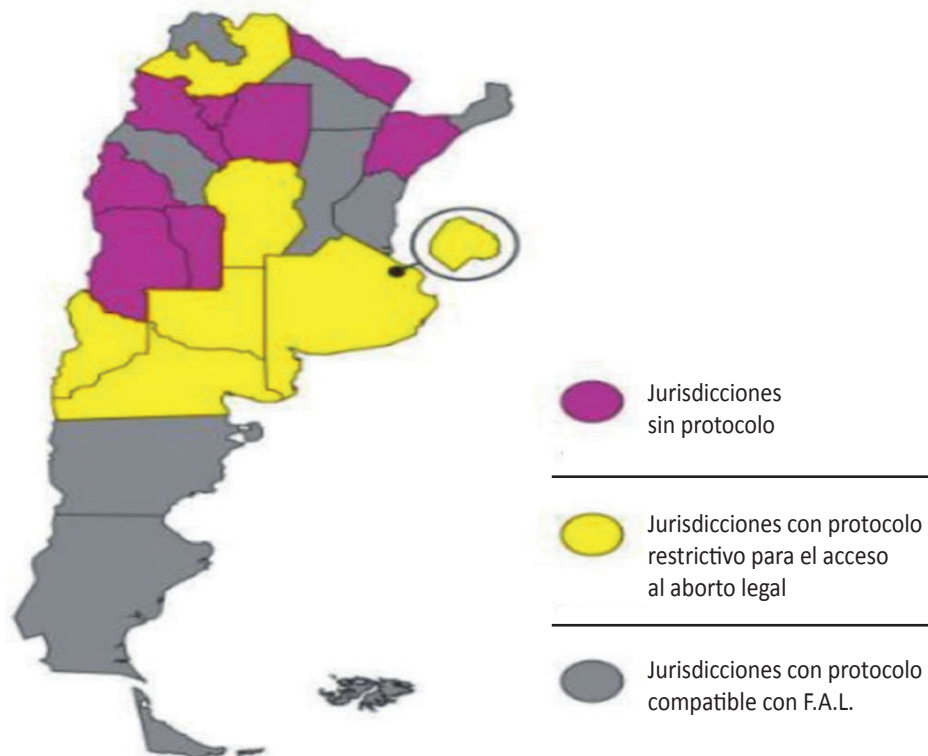 Jurisdicciones
sin protocolo
Jurisdicciones con protocolo
restrictivo para el acceso
al aborto legal
Jurisdicciones con protocolo
compatible con F.A.L.